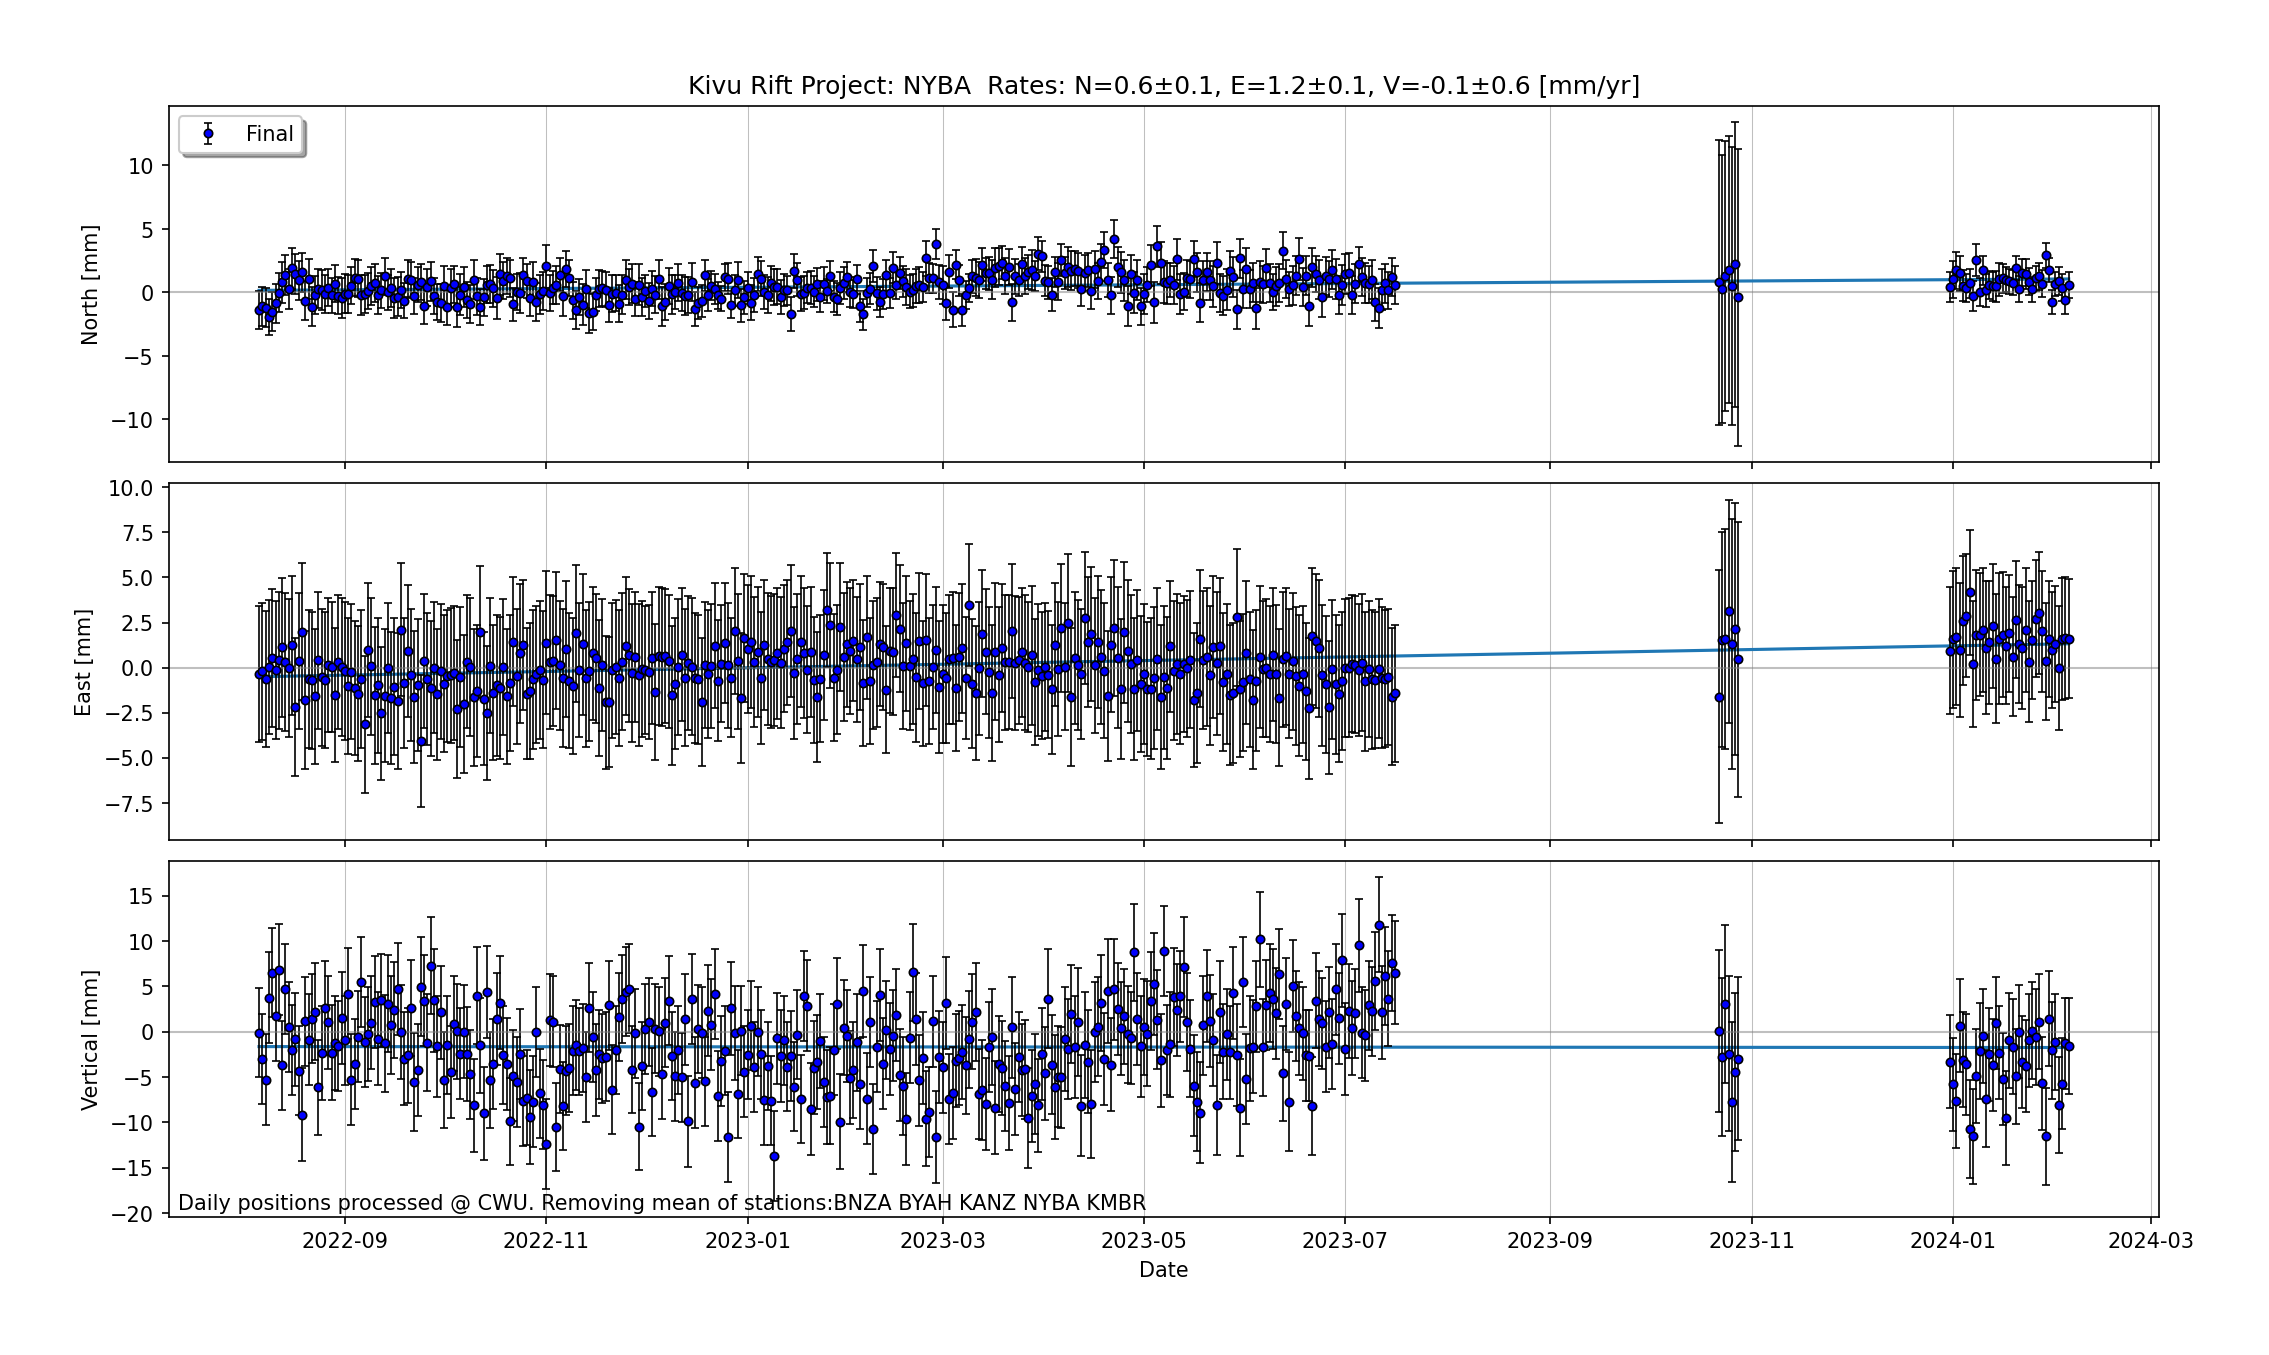 Kivu Rift Project: NYBA  Rates: N=0.6±0.1, E=1.2±0.1, V=-0.1±0.6 [mm/yr]
Final
North [mm]
10
5
0
−5
−10
East [mm]
10.0
7.5
5.0
2.5
0.0
−2.5
−5.0
−7.5
Vertical [mm]
15
10
5
0
−5
−10
−15
−20
Daily positions processed @ CWU. Removing mean of stations:BNZA BYAH KANZ NYBA KMBR
2022-09 2022-11 2023-01 2023-03 2023-05 2023-07 2023-09 2023-11 2024-01 2024-03
Date